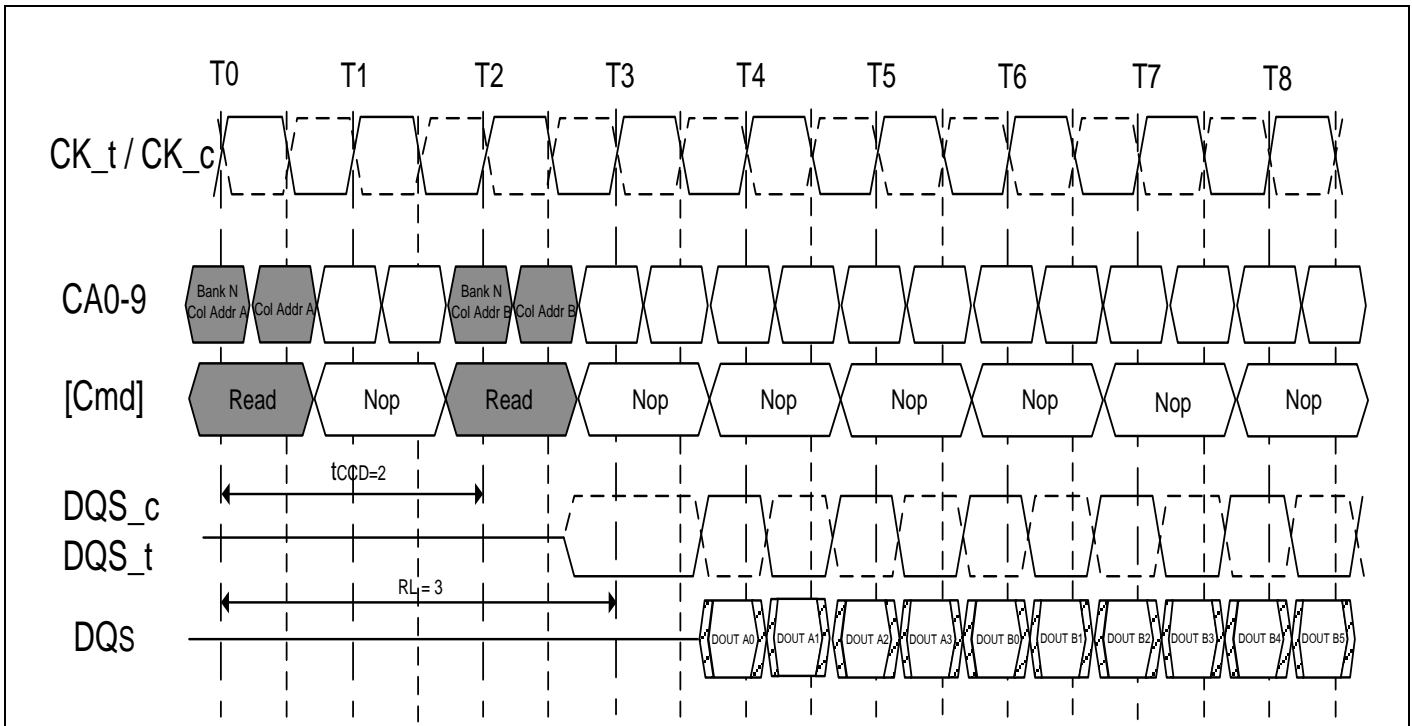 T0 T1 T2 T3 T4 T5 T6 T7 T8
CK_t / CK_c
CA0-9
Bank N
Col Addr A
Col Addr A
Bank N
Col Addr B
Col Addr B
[Cmd]
Read Nop Read Nop Nop Nop Nop Nop Nop
tCCD=2
DQS_c
DQS_t
RL = 3
DQs
DOUT A0 DOUT A1 DOUT A2 DOUT A3 DOUT B0 DOUT B1 DOUT B2 DOUT B3 DOUT B4 DOUT B5